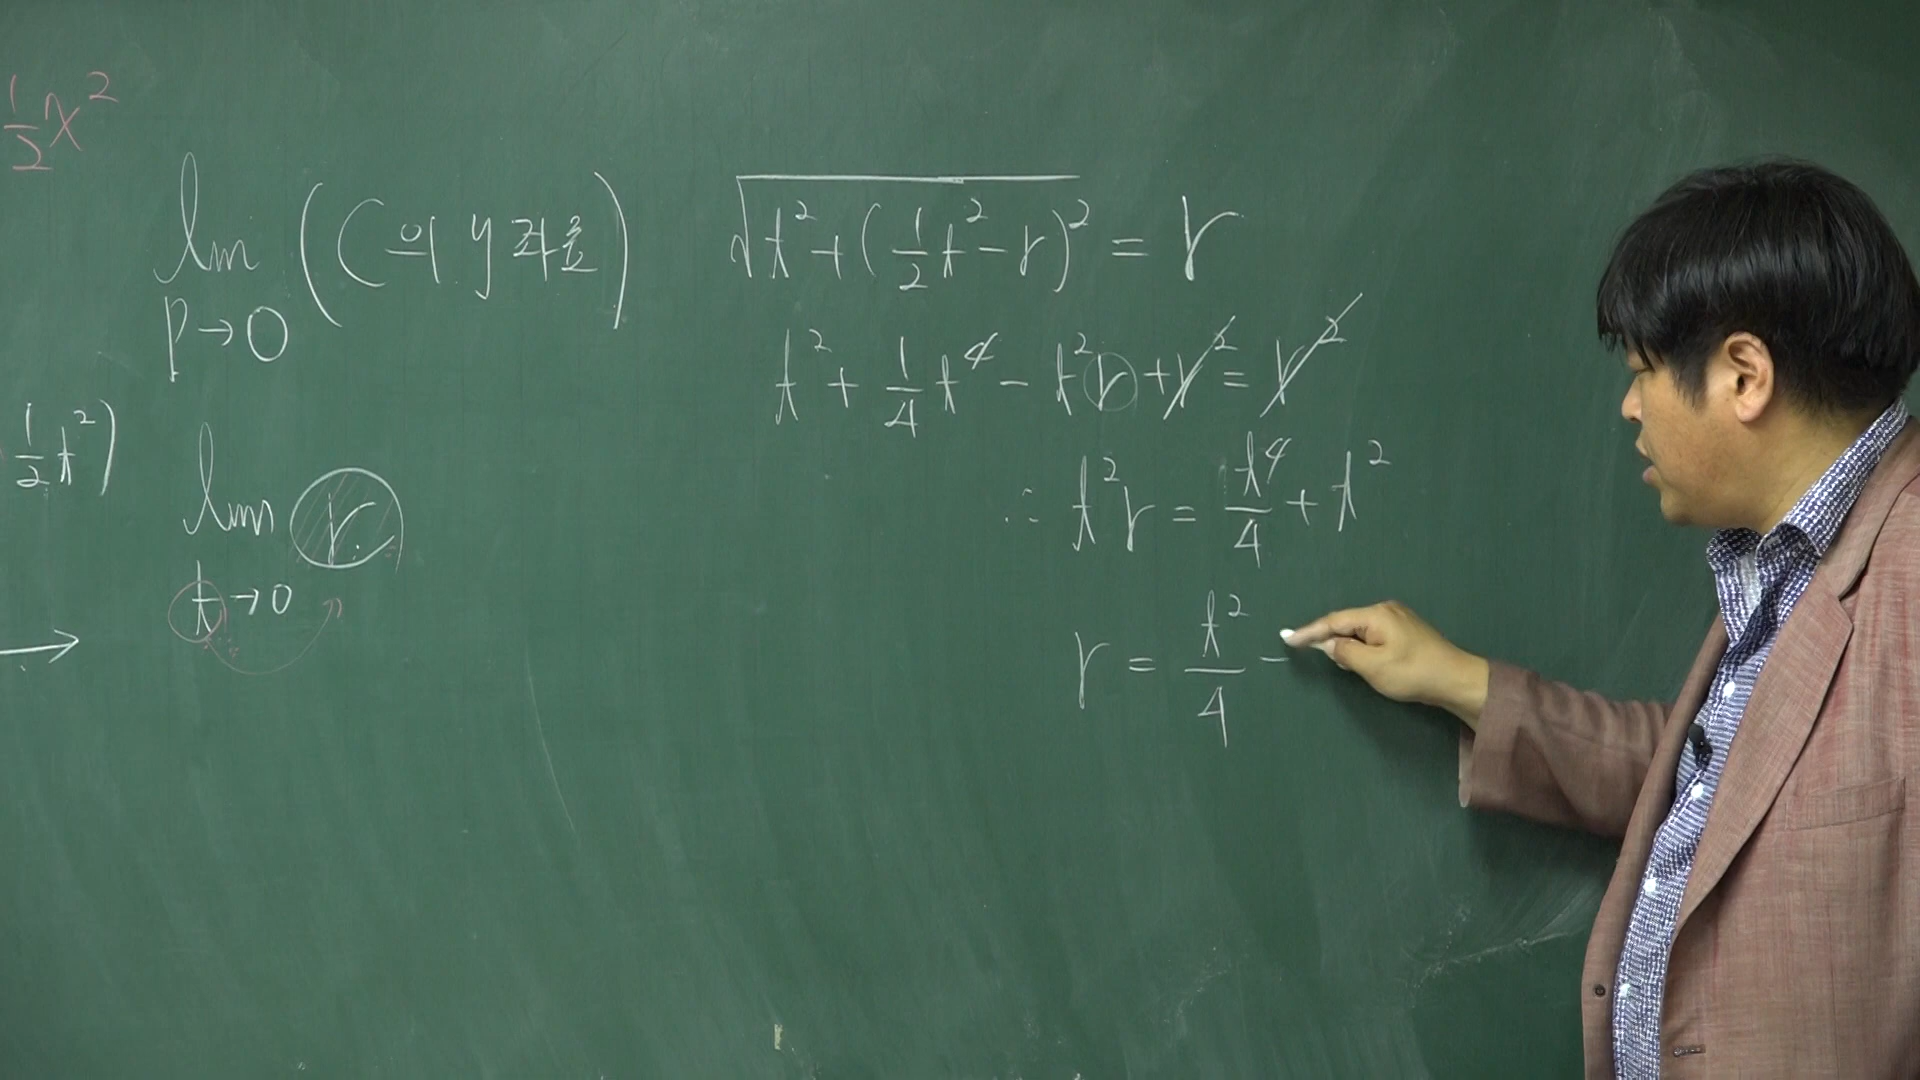 ½x²
lim (C의 y좌표)
P→0
½t²)
lim r
t→0
√(t²+(½t²-r)²) = r
t²+¼t⁴-t²r+r²=r²
∴ t²r = t⁴/4 + t²
r = t²/4 -